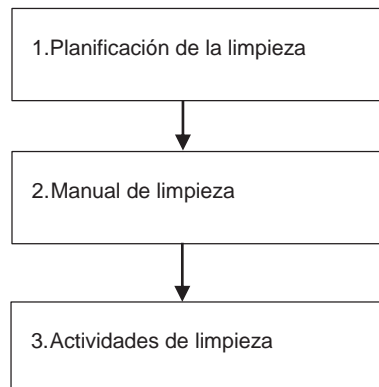 1.Planificación de la limpieza
2.Manual de limpieza
3.Actividades de limpieza